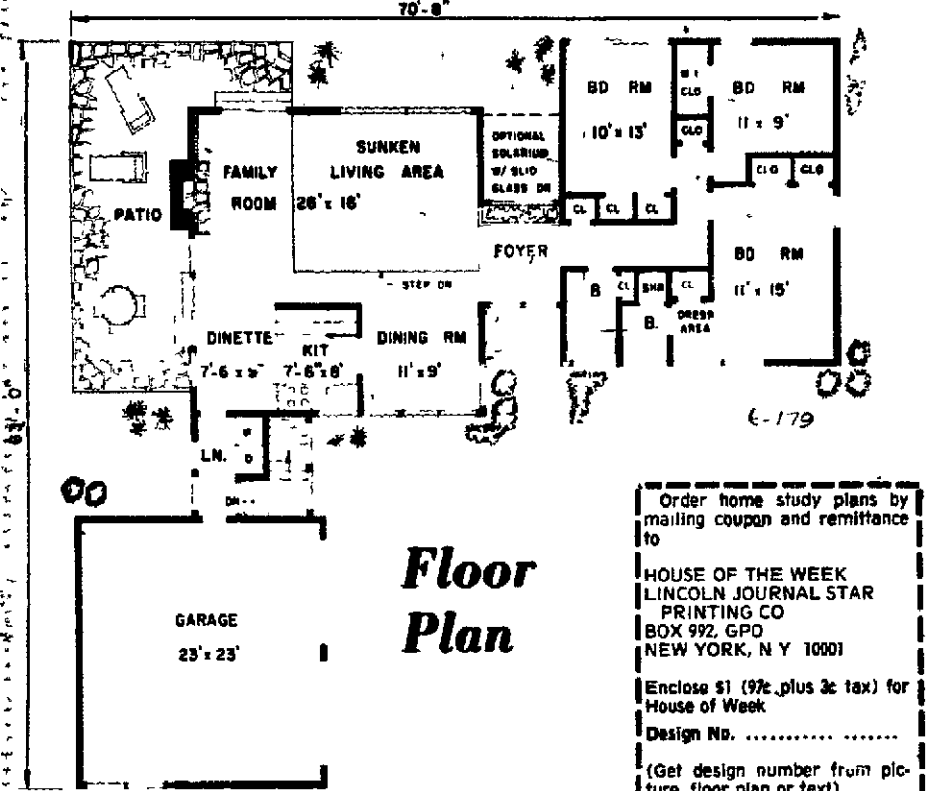 70'-8"
BD RM
10' x 13'
W I
CLO
CLO
BD RM
11 x 9'
CLO
CLO
OPTIONAL
SOLARIUM
W/ SLID
GLASS DR
SUNKEN
LIVING AREA
26' x 16'
FAMILY
ROOM
PATIO
CL
CL
CL
FOYER
STEP DN
BD RM
11' x 15'
B
CL
SHR
CL
B.
DRESS
AREA
DINETTE
7'-6 x
KIT
7'-6" x 8'
DINING RM
11' x 9'
6-179
LN.
W
D
DN
GARAGE
23' x 23'
Floor
Plan
Order home study plans by
mailing coupon and remittance
to
HOUSE OF THE WEEK
LINCOLN JOURNAL STAR
PRINTING CO
BOX 992, GPO
NEW YORK, N Y 10001
Enclose $1 (97c plus 3c tax) for
House of Week
Design No. ........... .......
(Get design number from pic-
ture, floor plan or text)